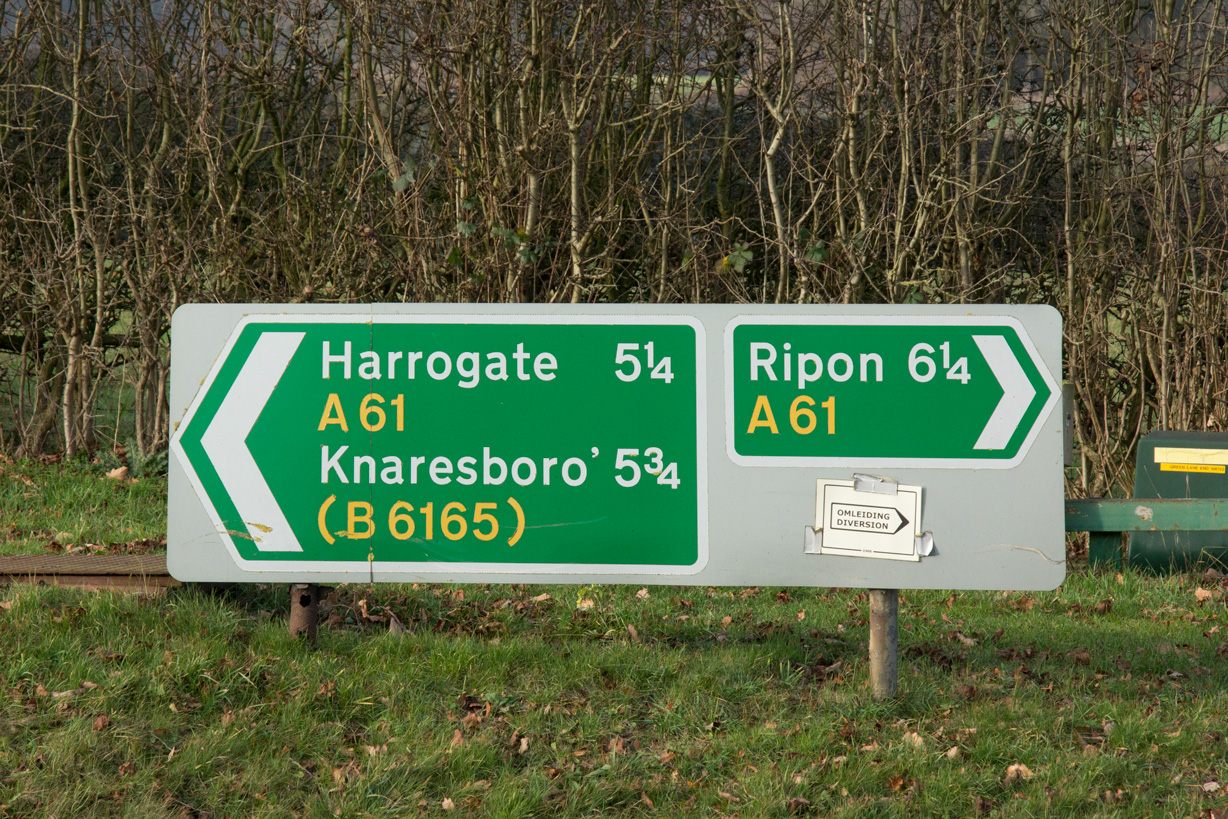 Harrogate 5¼
A 61
Knaresboro' 5¾
(B 6165)
Ripon 6¼
A 61
OMLEIDING
DIVERSION